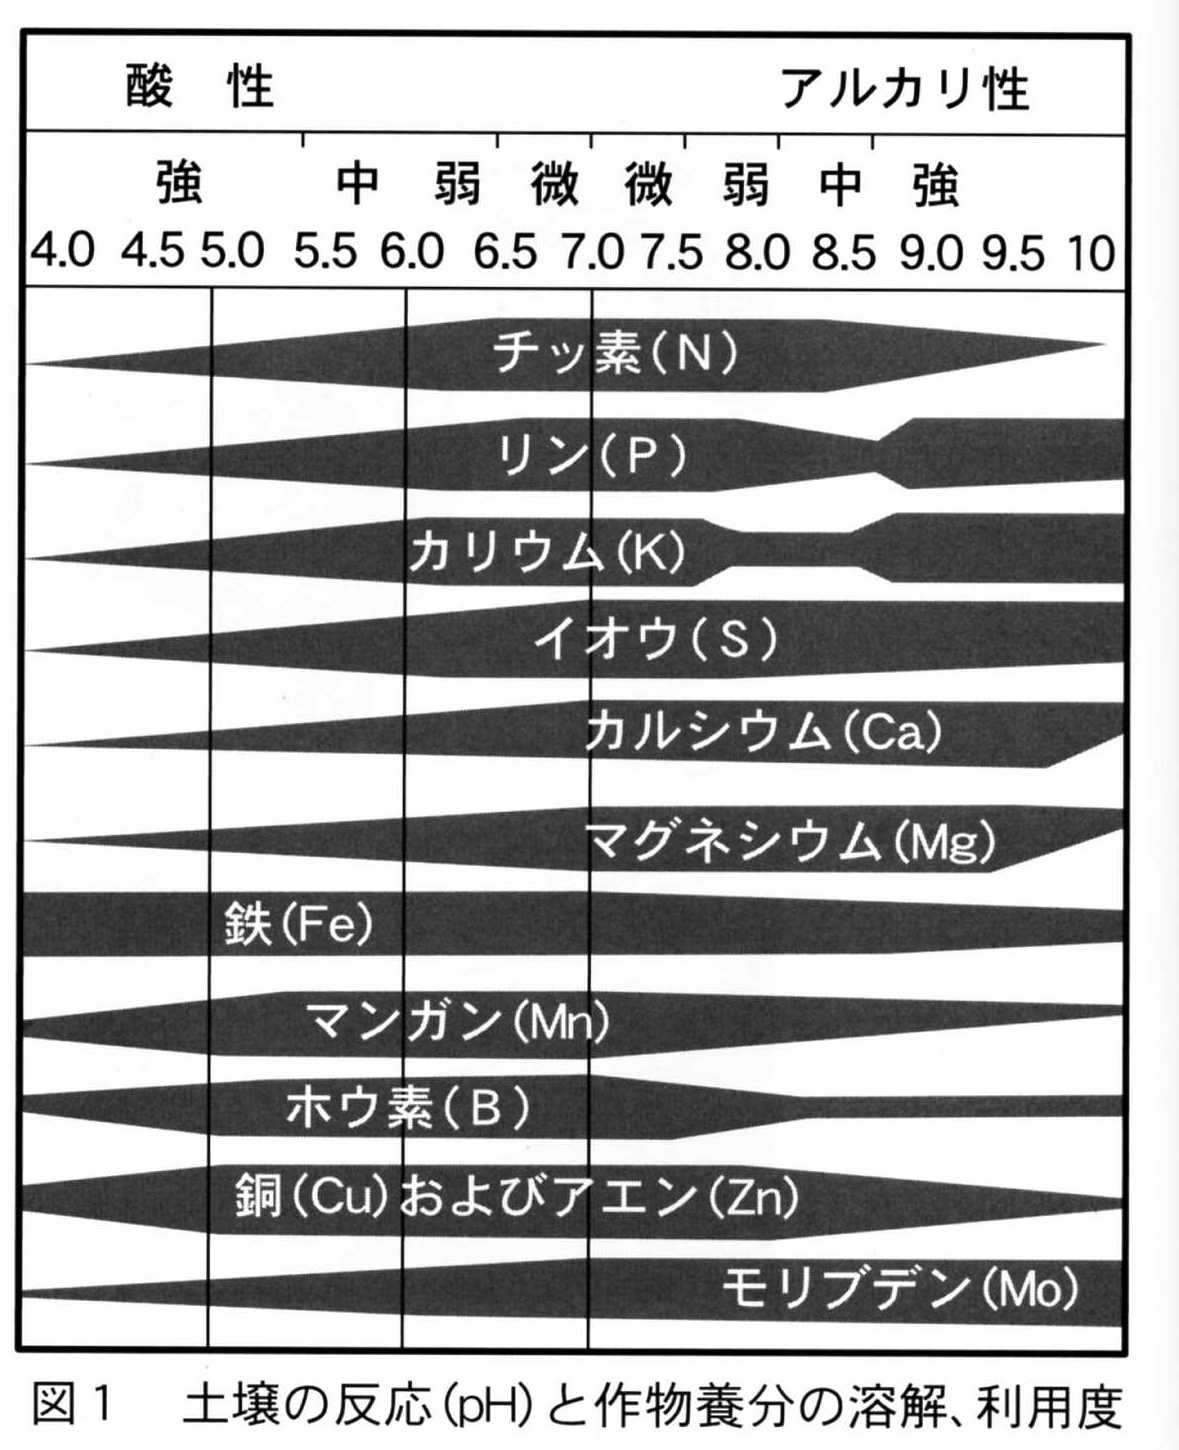 酸 性 アルカリ性
強 中 弱 微 微 弱 中 強
4.0 4.5 5.0 5.5 6.0 6.5 7.0 7.5 8.0 8.5 9.0 9.5 10
チッ素(N)
リン(P)
カリウム(K)
イオウ(S)
カルシウム(Ca)
マグネシウム(Mg)
鉄(Fe)
マンガン(Mn)
ホウ素(B)
銅(Cu)およびアエン(Zn)
モリブデン(Mo)
図1 土壌の反応(pH)と作物養分の溶解、利用度